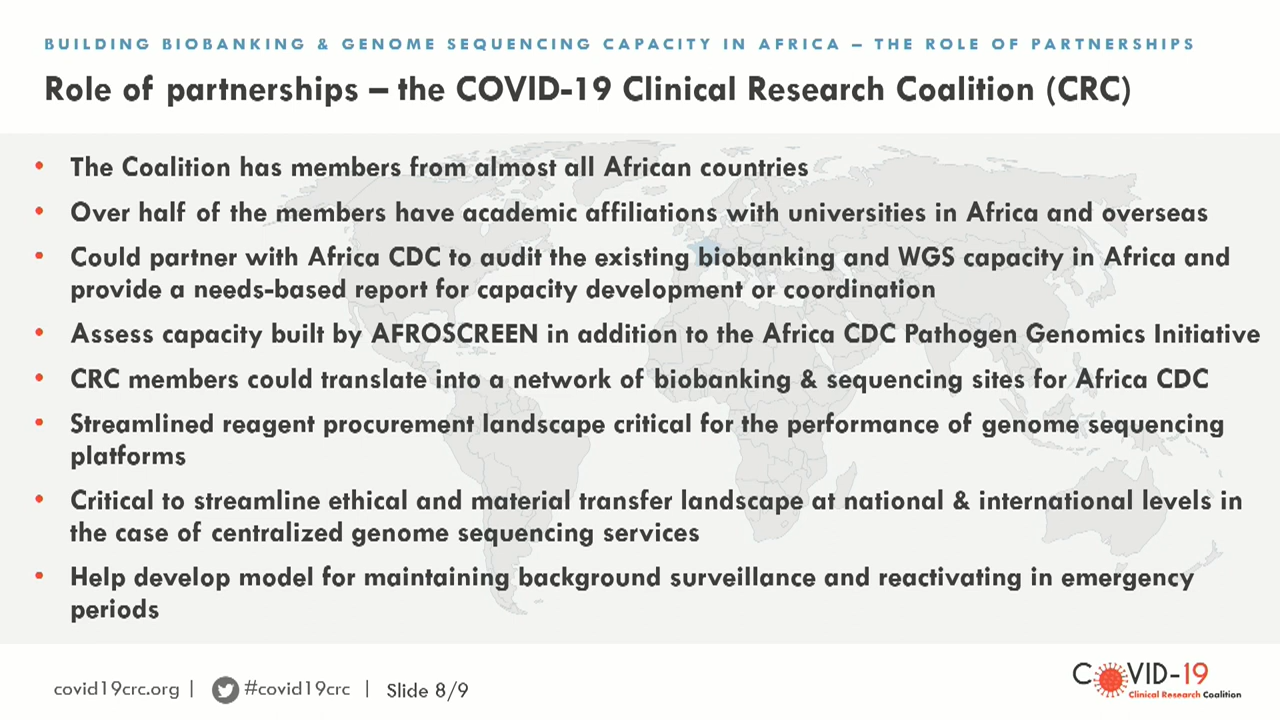 BUILDING BIOBANKING & GENOME SEQUENCING CAPACITY IN AFRICA – THE ROLE OF PARTNERSHIPS
Role of partnerships – the COVID-19 Clinical Research Coalition (CRC)
• The Coalition has members from almost all African countries
• Over half of the members have academic affiliations with universities in Africa and overseas
• Could partner with Africa CDC to audit the existing biobanking and WGS capacity in Africa and
provide a needs-based report for capacity development or coordination
• Assess capacity built by AFROSCREEN in addition to the Africa CDC Pathogen Genomics Initiative
• CRC members could translate into a network of biobanking & sequencing sites for Africa CDC
• Streamlined reagent procurement landscape critical for the performance of genome sequencing
platforms
• Critical to streamline ethical and material transfer landscape at national & international levels in
the case of centralized genome sequencing services
• Help develop model for maintaining background surveillance and reactivating in emergency
periods
covid19crc.org | #covid19crc | Slide 8/9
COVID-19
Clinical Research Coalition